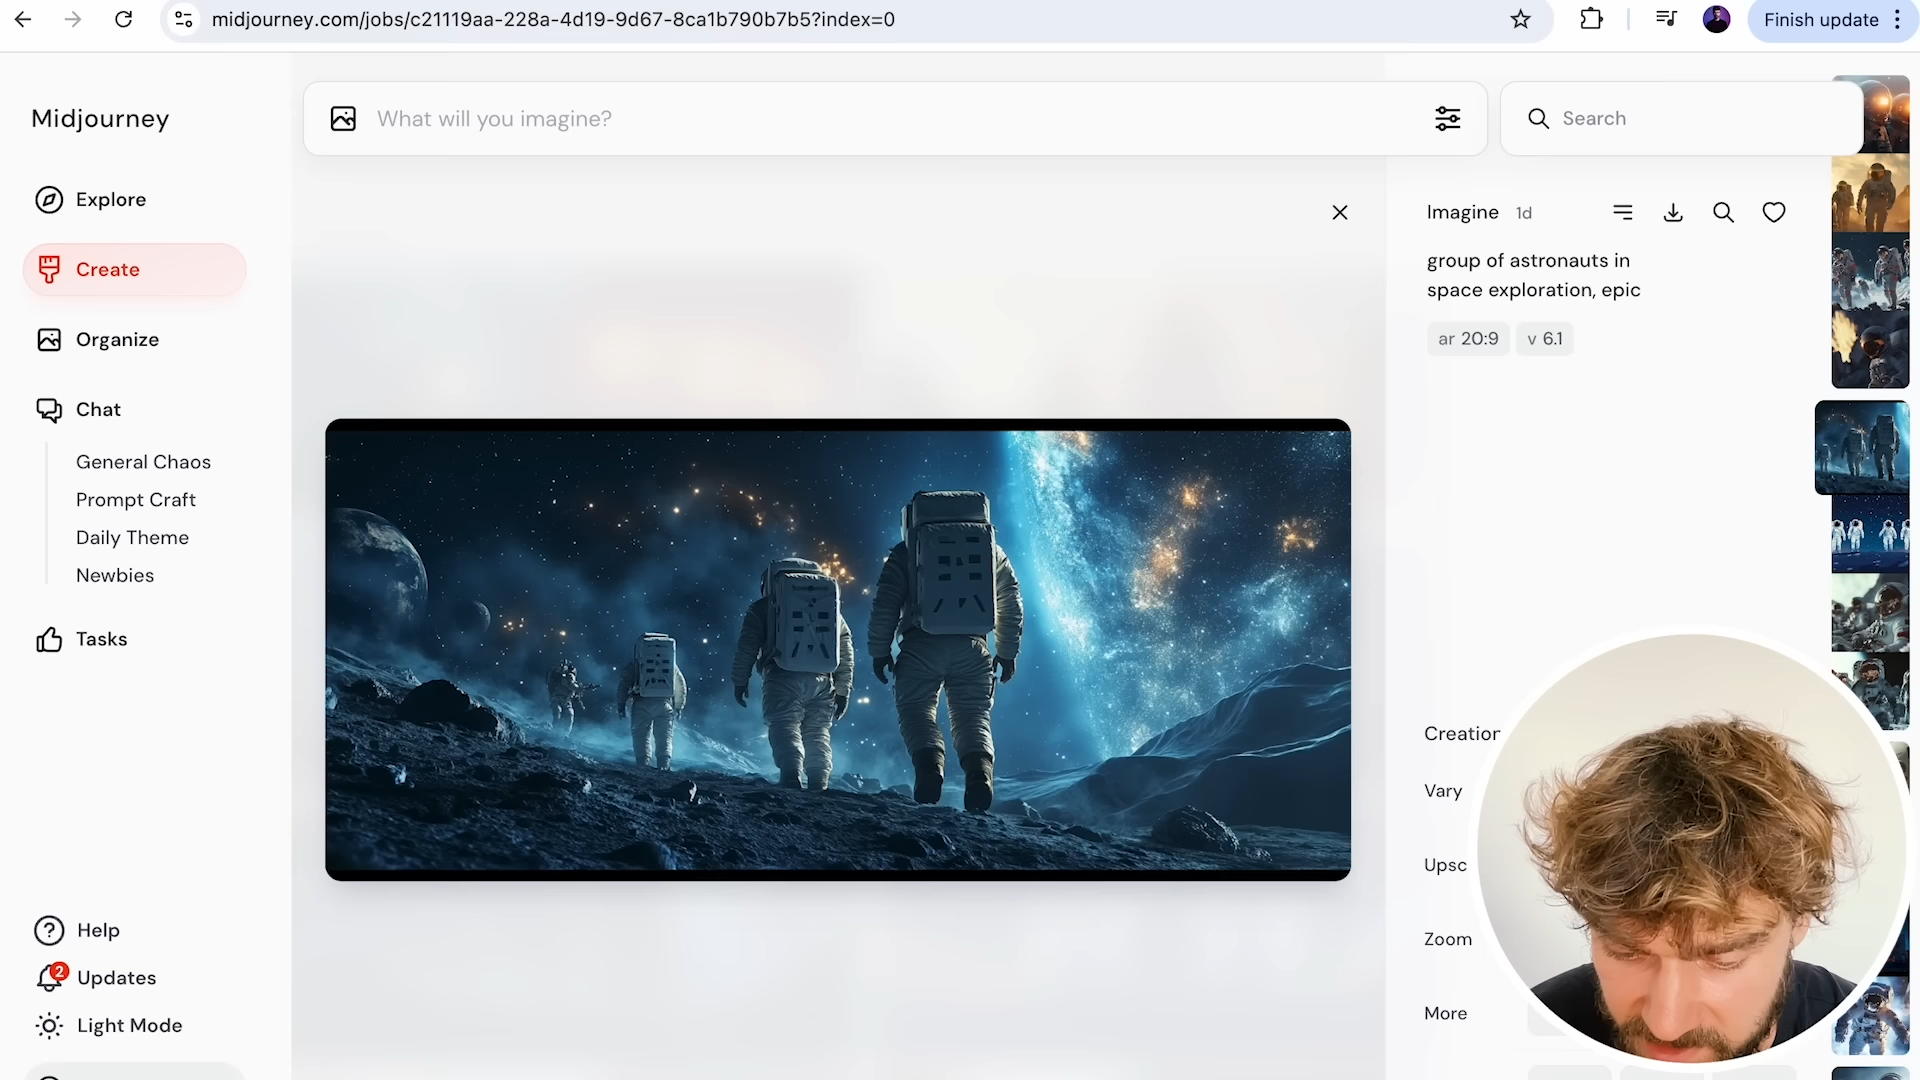 midjourney.com/jobs/c21119aa-228a-4d19-9d67-8ca1b790b7b5?index=0
Finish update
Midjourney
What will you imagine?
Search
Explore
Create
Organize
Chat
General Chaos
Prompt Craft
Daily Theme
Newbies
Tasks
Help
2
Updates
Light Mode
Imagine 1d
group of astronauts in
space exploration, epic
ar 20:9 v 6.1
Creation
Vary
Upsc
Zoom
More